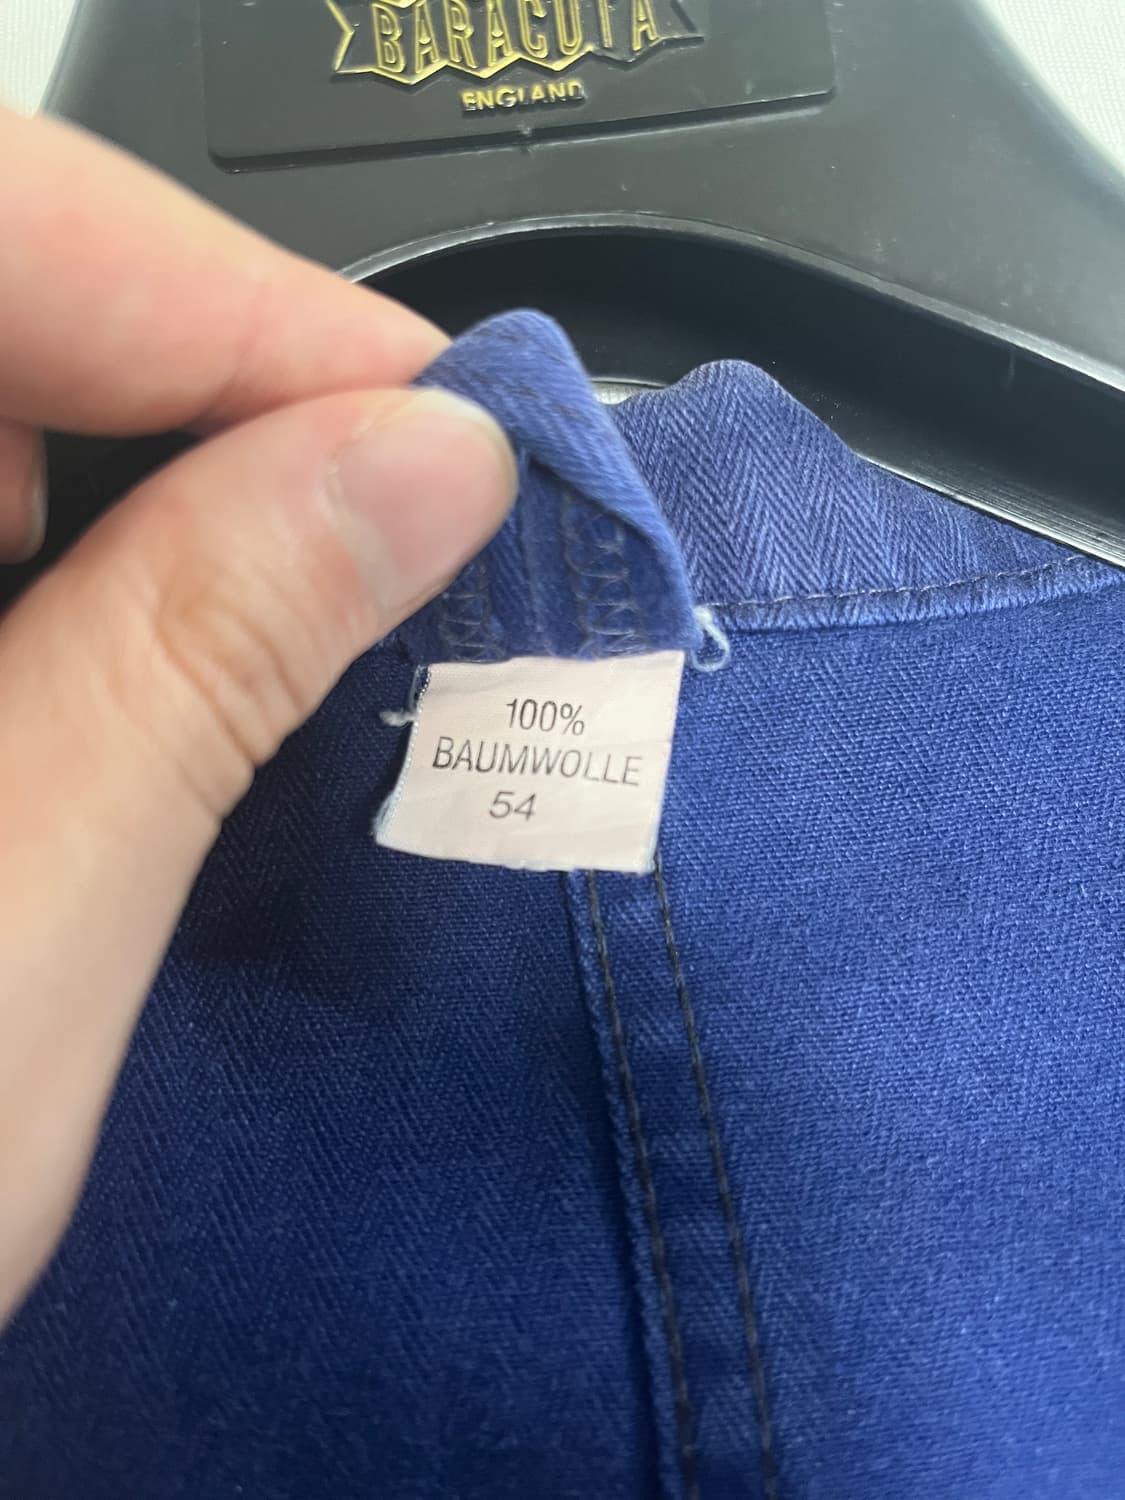 BARACUTA
ENGLAND
100%
BAUMWOLLE
54